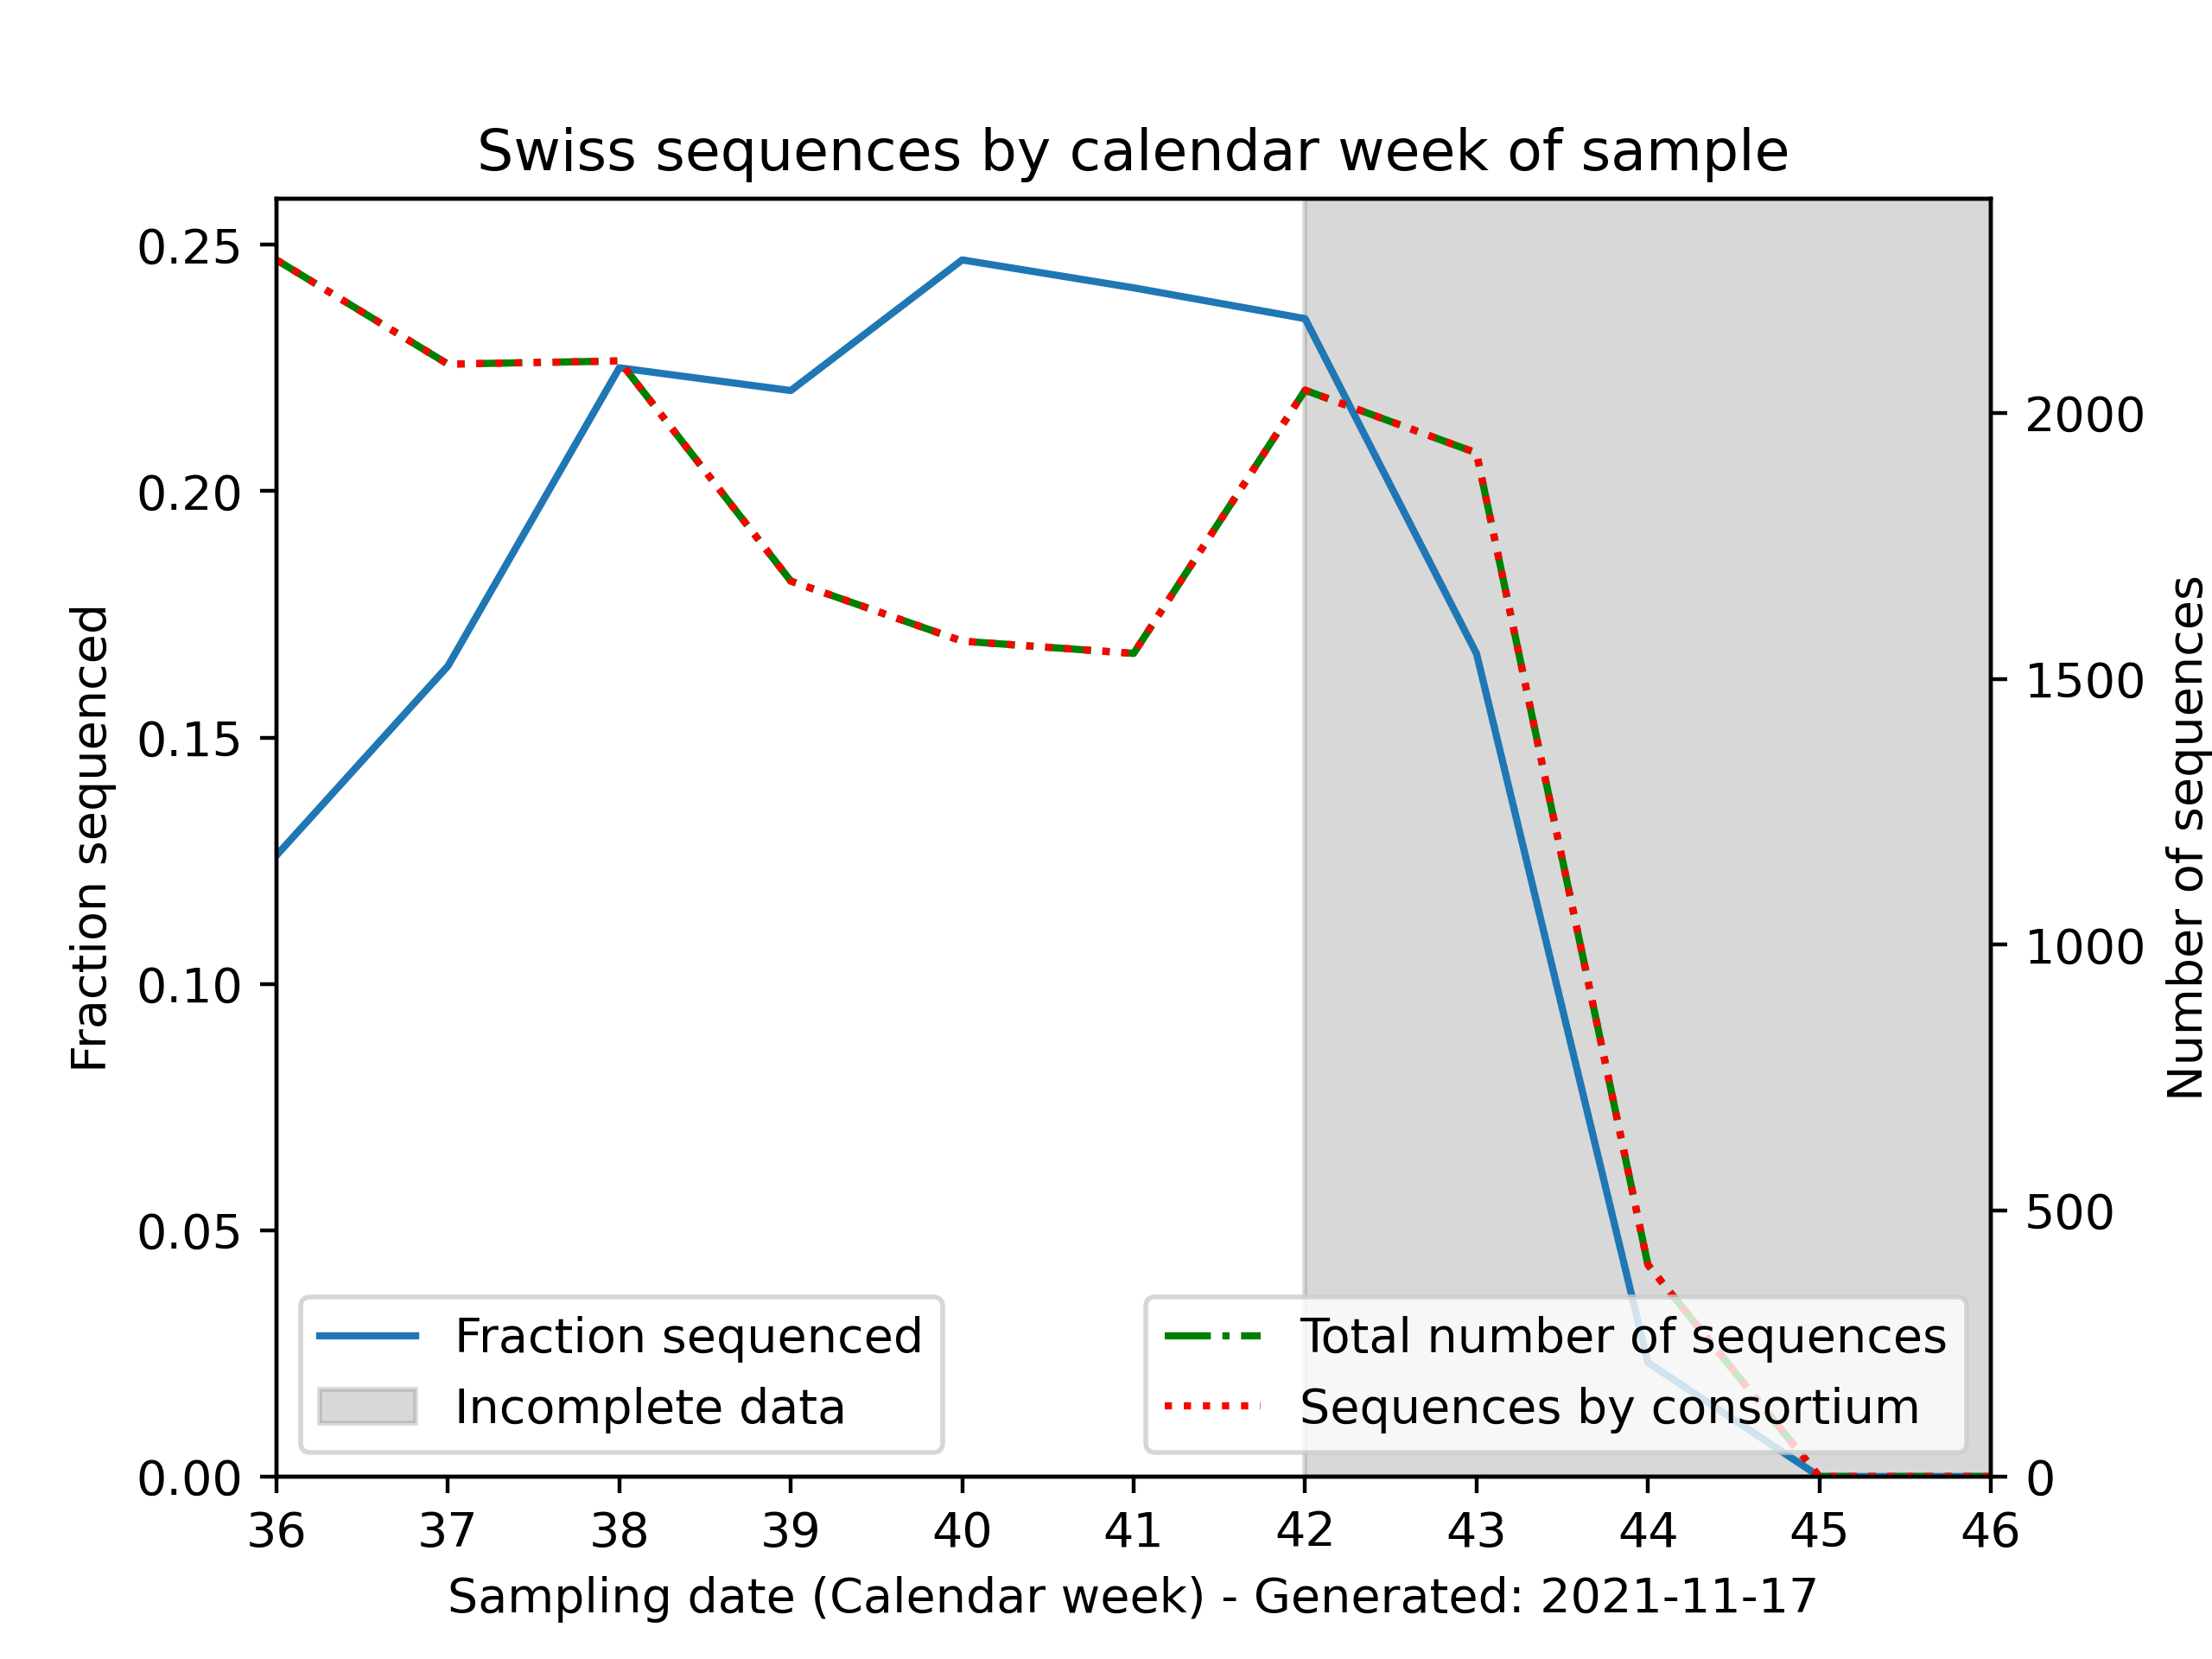 Swiss sequences by calendar week of sample
0.25
0.20
0.15
0.10
0.05
0.00
Fraction sequenced
2000
1500
1000
500
0
Number of sequences
Fraction sequenced
Incomplete data
Total number of sequences
Sequences by consortium
36 37 38 39 40 41 42 43 44 45 46
Sampling date (Calendar week) - Generated: 2021-11-17